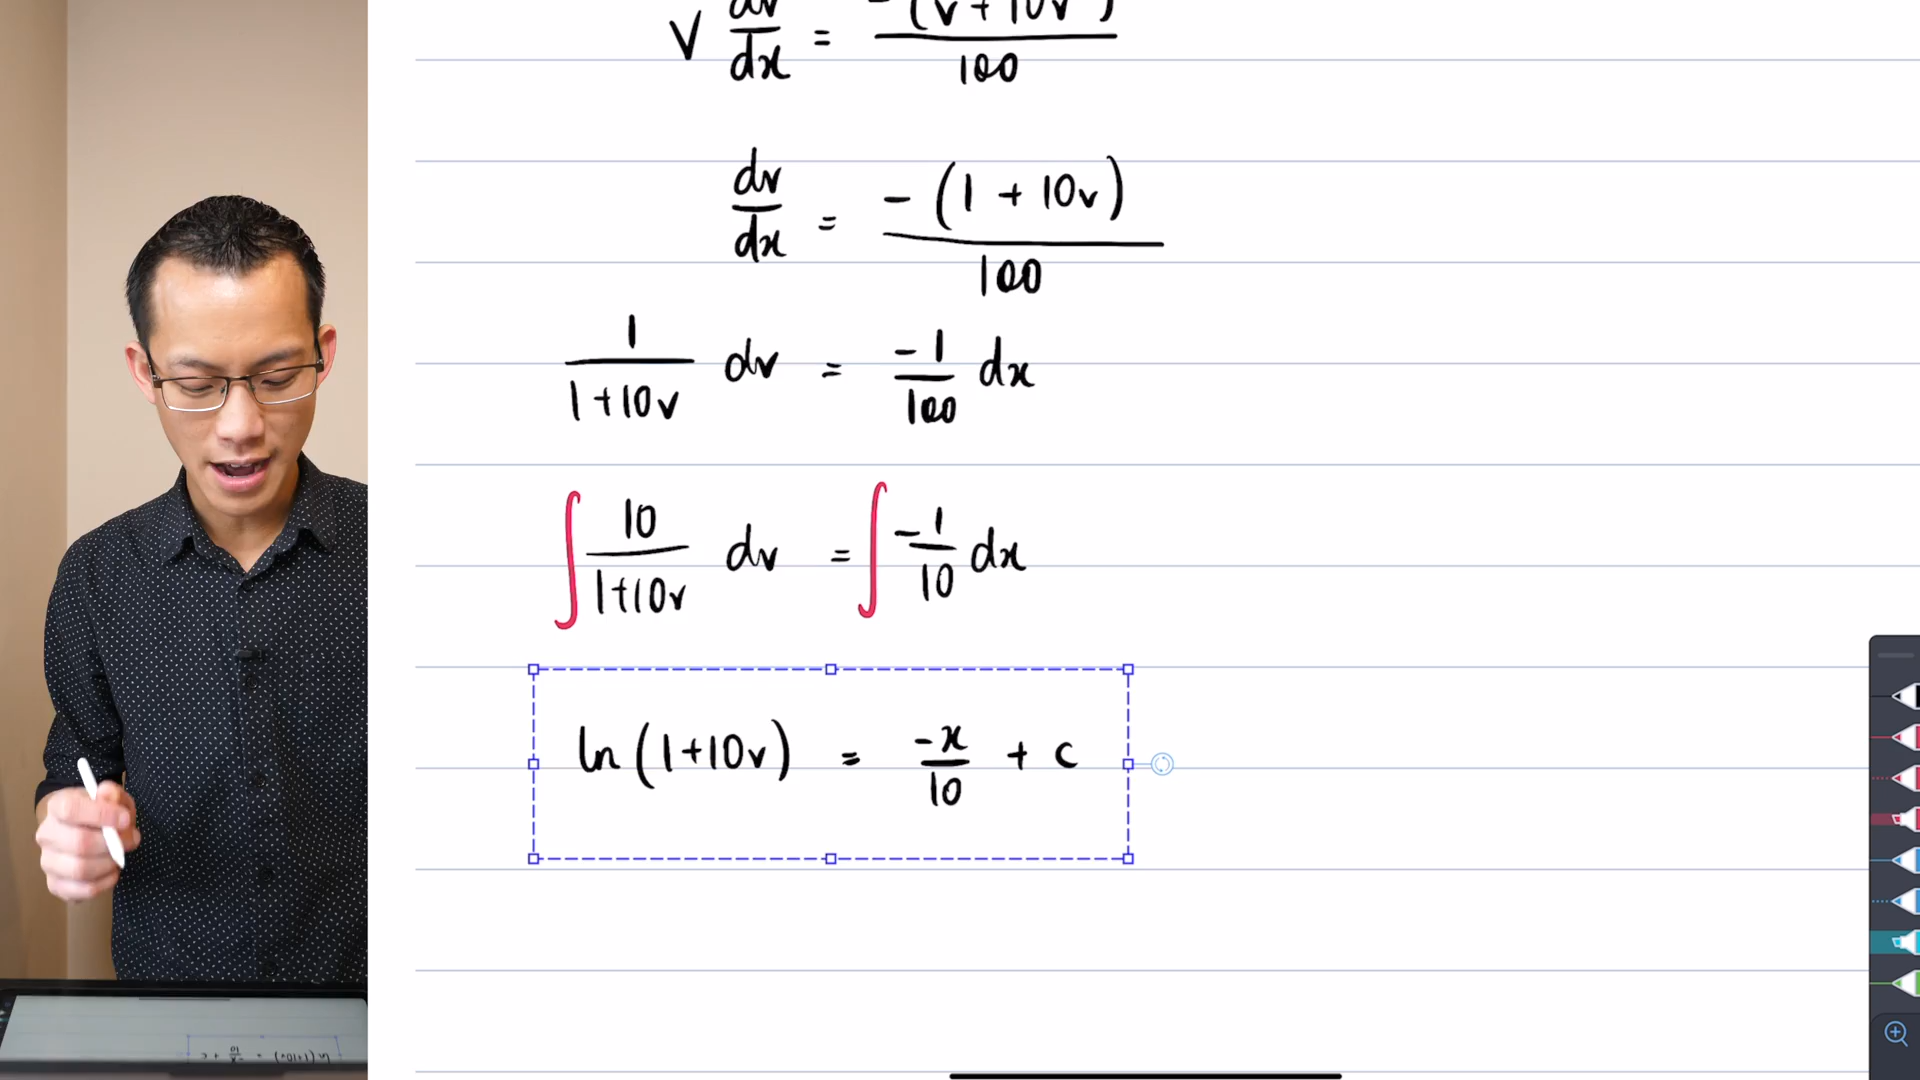 v dv/dx = -(v + 10v²)/100
dv/dx = -(1 + 10v)/100
1/(1+10v) dv = -1/100 dx
∫ 10/(1+10v) dv = ∫ -1/10 dx
ln(1+10v) = -x/10 + c